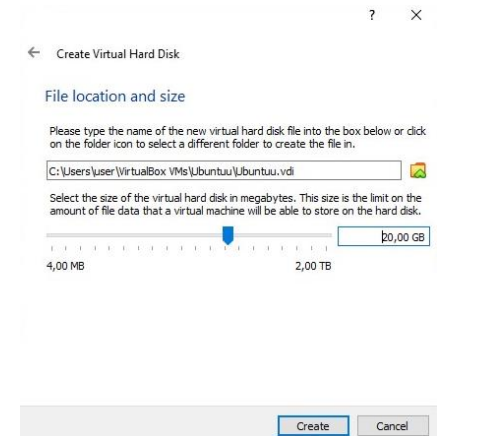 ?
Create Virtual Hard Disk
File location and size
Please type the name of the new virtual hard disk file into the box below or click
on the folder icon to select a different folder to create the file in.
C:\Users\user\VirtualBox VMs\Ubuntuu\Ubuntuu.vdi
Select the size of the virtual hard disk in megabytes. This size is the limit on the
amount of file data that a virtual machine will be able to store on the hard disk.
20,00 GB
4,00 MB 2,00 TB
Create Cancel